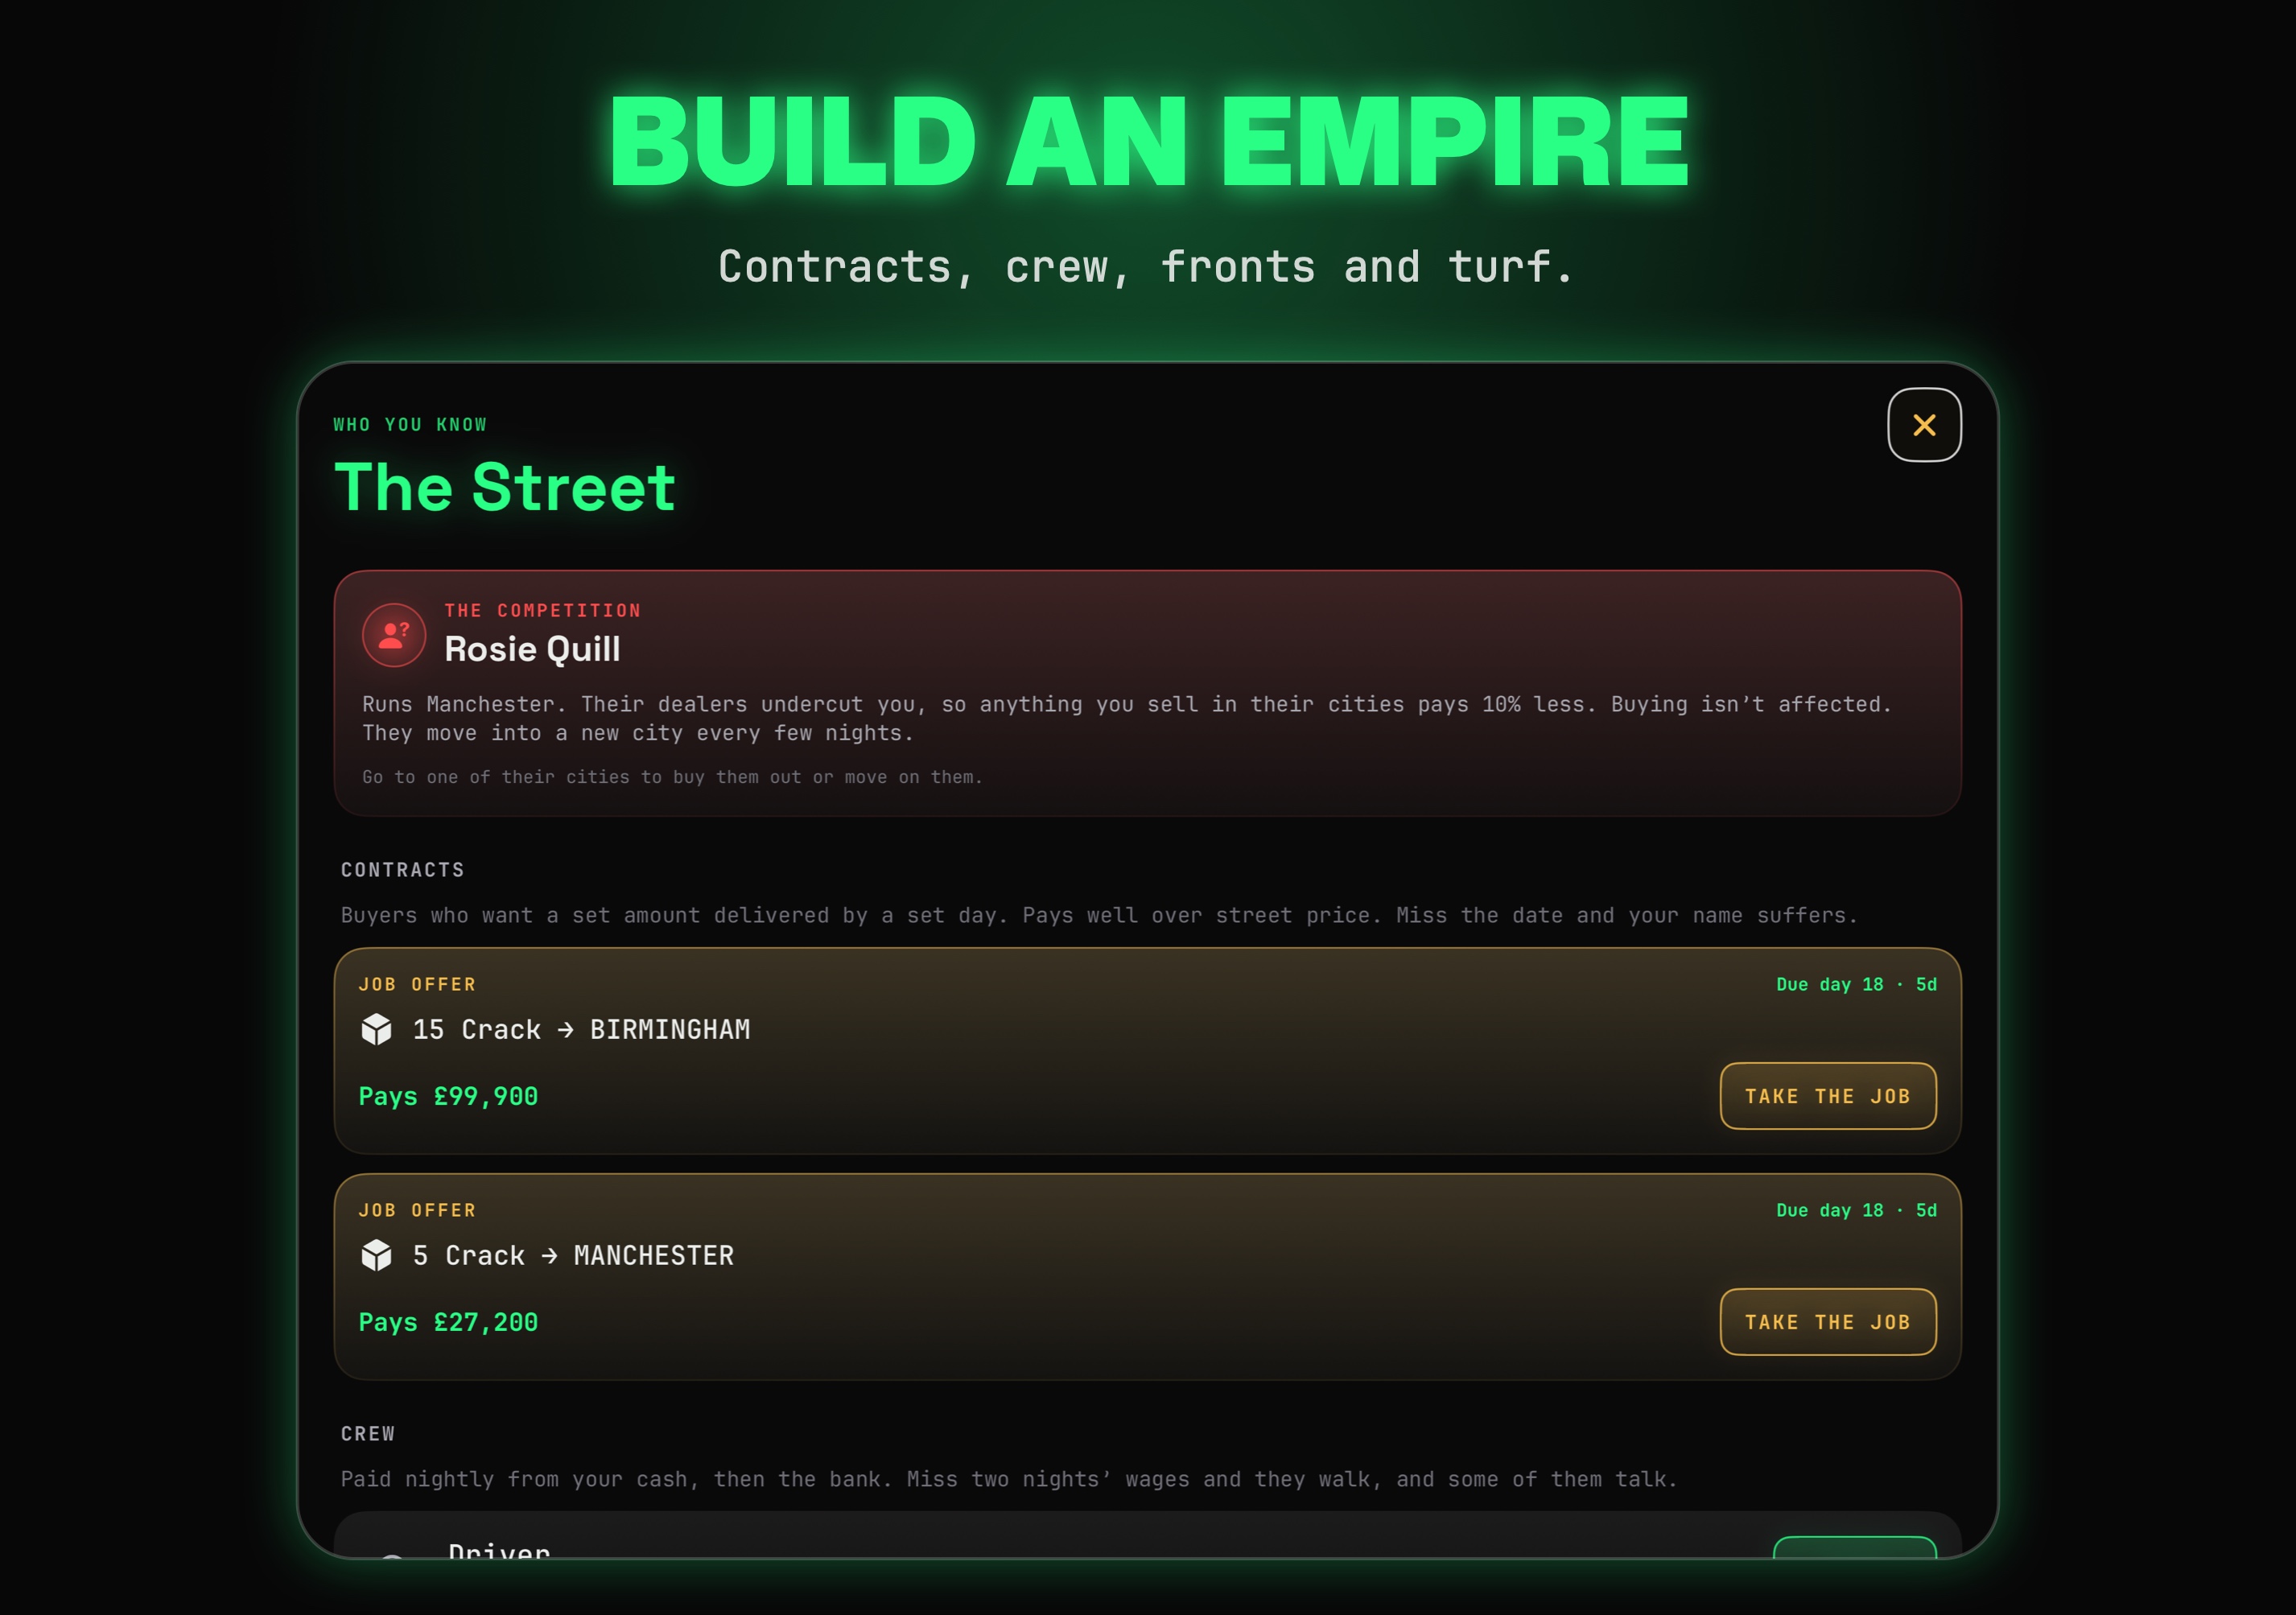 BUILD AN EMPIRE
Contracts, crew, fronts and turf.
WHO YOU KNOW
The Street
THE COMPETITION
Rosie Quill
Runs Manchester. Their dealers undercut you, so anything you sell in their cities pays 10% less. Buying isn’t affected.
They move into a new city every few nights.
Go to one of their cities to buy them out or move on them.
CONTRACTS
Buyers who want a set amount delivered by a set day. Pays well over street price. Miss the date and your name suffers.
JOB OFFER
Due day 18 · 5d
15 Crack → BIRMINGHAM
Pays £99,900
TAKE THE JOB
JOB OFFER
Due day 18 · 5d
5 Crack → MANCHESTER
Pays £27,200
TAKE THE JOB
CREW
Paid nightly from your cash, then the bank. Miss two nights’ wages and they walk, and some of them talk.
Driver